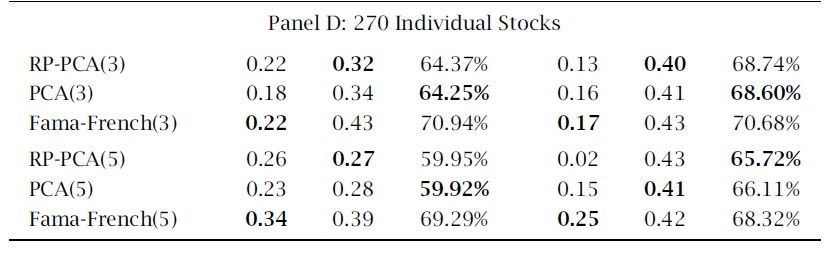 Panel D: 270 Individual Stocks
RP-PCA(3) 0.22 0.32 64.37% 0.13 0.40 68.74%
PCA(3) 0.18 0.34 64.25% 0.16 0.41 68.60%
Fama-French(3) 0.22 0.43 70.94% 0.17 0.43 70.68%
RP-PCA(5) 0.26 0.27 59.95% 0.02 0.43 65.72%
PCA(5) 0.23 0.28 59.92% 0.15 0.41 66.11%
Fama-French(5) 0.34 0.39 69.29% 0.25 0.42 68.32%